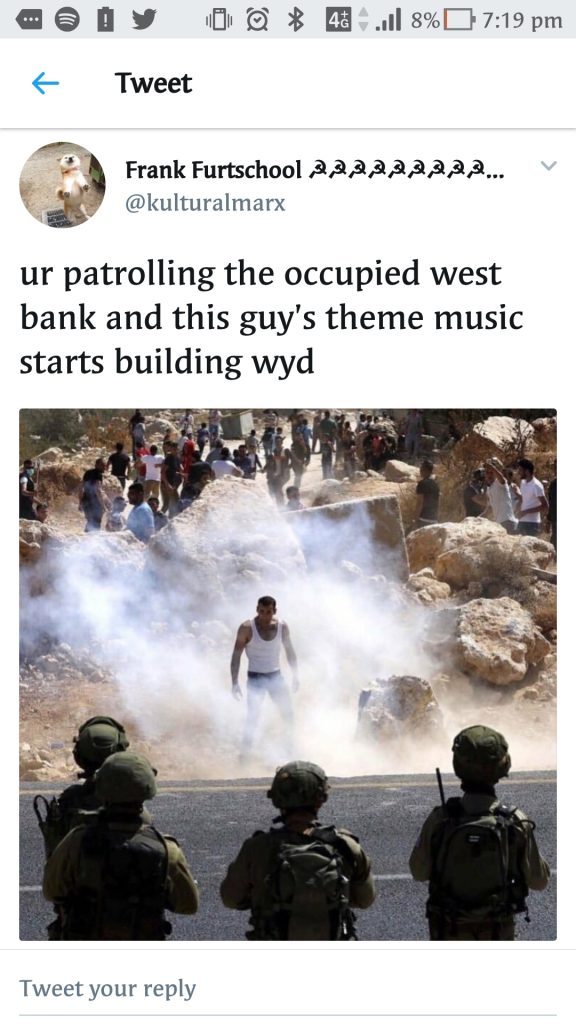 4G 8% 7:19 pm
Tweet
Frank Furtschool ☭☭☭☭☭☭☭☭☭...
@kulturalmarx
ur patrolling the occupied west
bank and this guy's theme music
starts building wyd
Tweet your reply